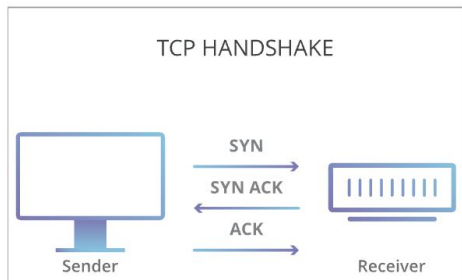 TCP HANDSHAKE
SYN
SYN ACK
ACK
Sender
Receiver